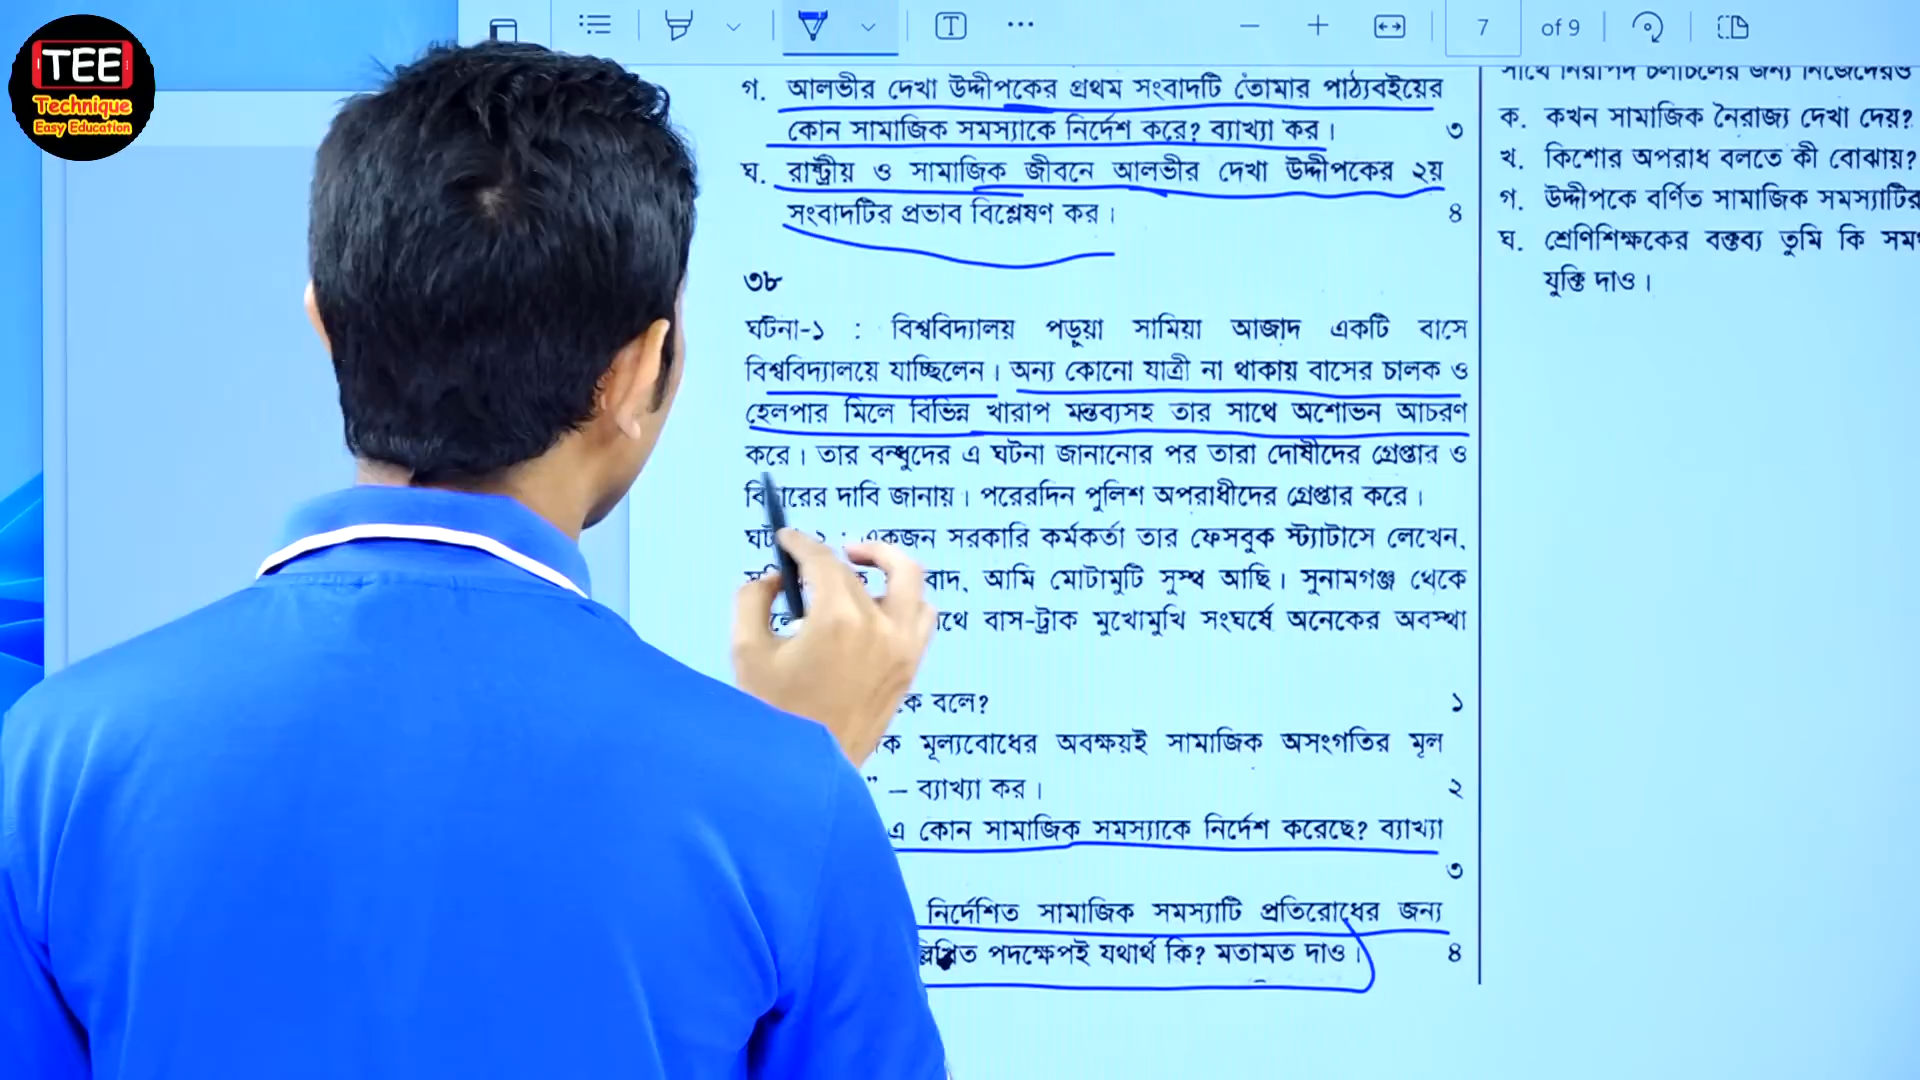 TEE
Technique
Easy Education
7 of 9
গ. আলভীর দেখা উদ্দীপকের প্রথম সংবাদটি তোমার পাঠ্যবইয়ের
কোন সামাজিক সমস্যাকে নির্দেশ করে? ব্যাখ্যা কর। ৩
ঘ. রাষ্ট্রীয় ও সামাজিক জীবনে আলভীর দেখা উদ্দীপকের ২য়
সংবাদটির প্রভাব বিশ্লেষণ কর। ৪
৩৮
ঘটনা-১ : বিশ্ববিদ্যালয় পড়ুয়া সামিয়া আজাদ একটি বাসে
বিশ্ববিদ্যালয়ে যাচ্ছিলেন। অন্য কোনো যাত্রী না থাকায় বাসের চালক ও
হেলপার মিলে বিভিন্ন খারাপ মন্তব্যসহ তার সাথে অশোভন আচরণ
করে। তার বন্ধুদের এ ঘটনা জানানোর পর তারা দোষীদের গ্রেপ্তার ও
দাবি জানায়। পরেরদিন পুলিশ অপরাধীদের গ্রেপ্তার করে।
: একজন সরকারি কর্মকর্তা তার ফেসবুক স্ট্যাটাসে লেখেন,
আমি মোটামুটি সুস্থ আছি। সুনামগঞ্জ থেকে
বাস-ট্রাক মুখোমুখি সংঘর্ষে অনেকের অবস্থা
বলে? ১
মূল্যবোধের অবক্ষয়ই সামাজিক অসংগতির মূল
” – ব্যাখ্যা কর। ২
এ কোন সামাজিক সমস্যাকে নির্দেশ করেছে? ব্যাখ্যা
৩
নির্দেশিত সামাজিক সমস্যাটি প্রতিরোধের জন্য
পদক্ষেপই যথার্থ কি? মতামত দাও। ৪
সাথে নিরাপদ চলাচলের জন্য নিজেদেরও
ক. কখন সামাজিক নৈরাজ্য দেখা দেয়?
খ. কিশোর অপরাধ বলতে কী বোঝায়?
গ. উদ্দীপকে বর্ণিত সামাজিক সমস্যাটির
ঘ. শ্রেণিশিক্ষকের বক্তব্য তুমি কি
যুক্তি দাও।